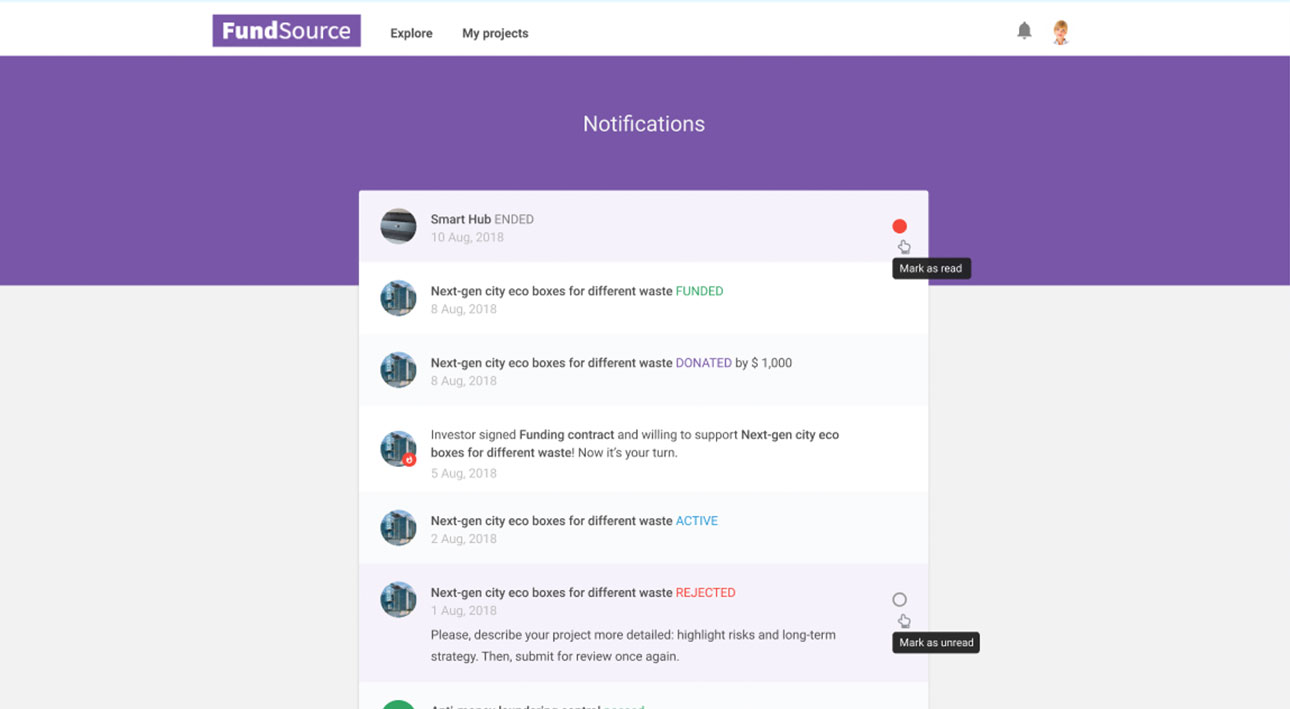 FundSource Explore My projects
Notifications
Smart Hub ENDED
10 Aug, 2018
Mark as read
Next-gen city eco boxes for different waste FUNDED
8 Aug, 2018
Next-gen city eco boxes for different waste DONATED by $ 1,000
8 Aug, 2018
Investor signed Funding contract and willing to support Next-gen city eco
boxes for different waste! Now it's your turn.
5 Aug, 2018
Next-gen city eco boxes for different waste ACTIVE
2 Aug, 2018
Next-gen city eco boxes for different waste REJECTED
1 Aug, 2018
Please, describe your project more detailed: highlight risks and long-term
Mark as unread
strategy. Then, submit for review once again.